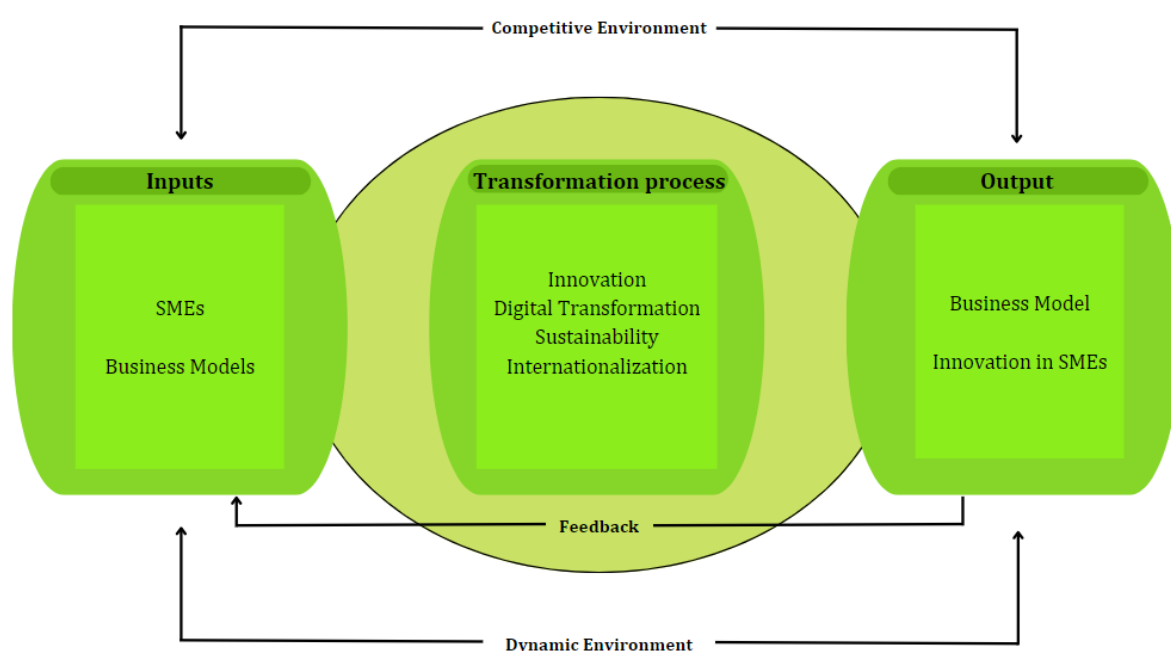 Competitive Environment
Inputs
Transformation process
Output
SMEs
Business Models
Innovation
Digital Transformation
Sustainability
Internationalization
Business Model
Innovation in SMEs
Feedback
Dynamic Environment